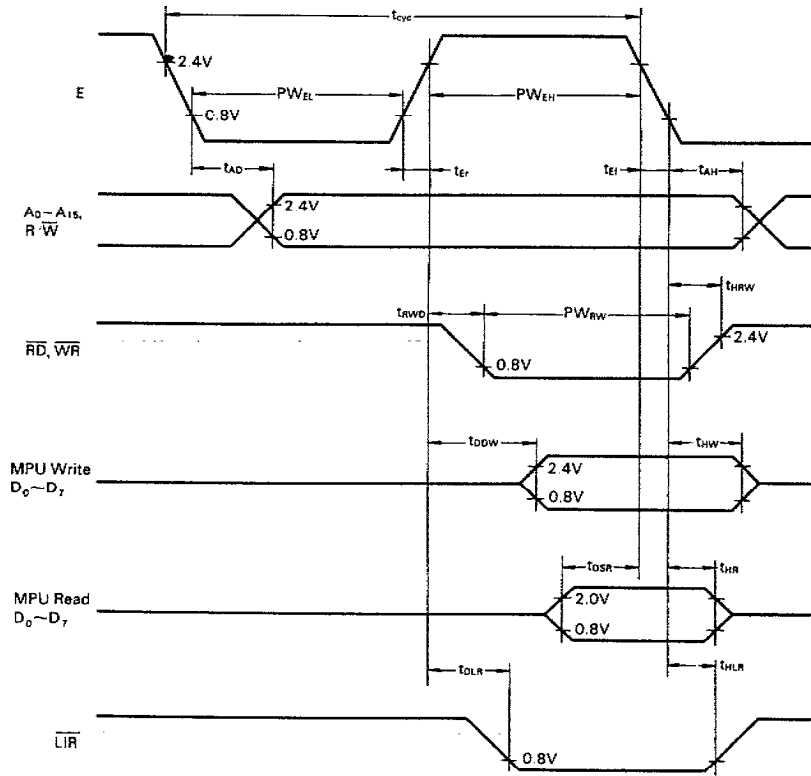 tcyc
2.4V
E
PWEL
PWEH
0.8V
tAD
tEr
tEf
tAH
A0~A15,
R/W
2.4V
0.8V
tHRW
tRWD
PWRW
RD, WR
2.4V
0.8V
tDDW
tHW
MPU Write
D0~D7
2.4V
0.8V
tDSR
tHR
MPU Read
D0~D7
2.0V
0.8V
tDLR
tHLR
LIR
0.8V